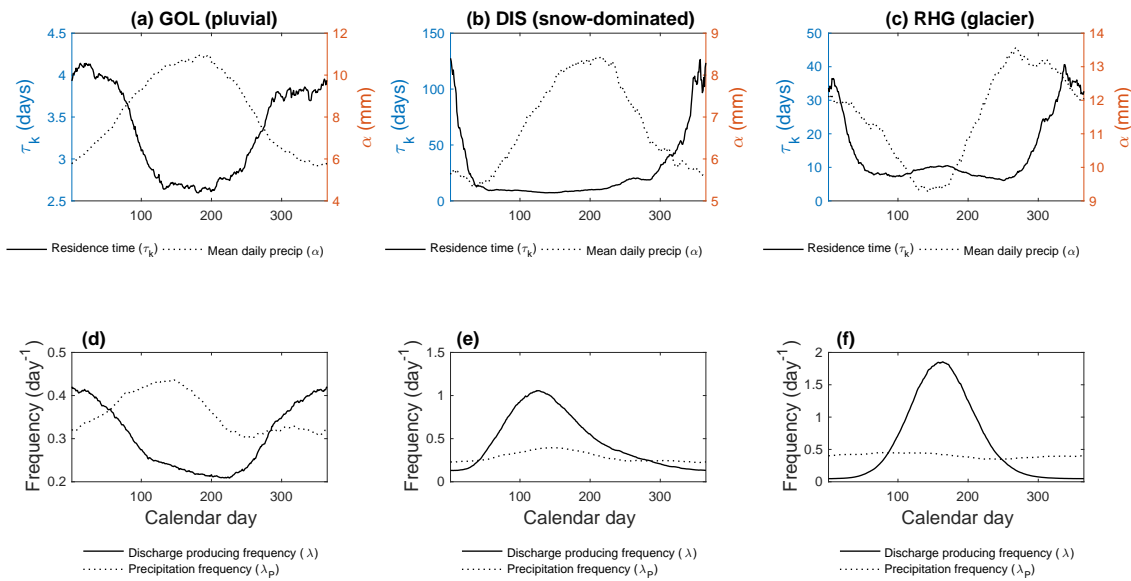 (a) GOL (pluvial)
(b) DIS (snow-dominated)
(c) RHG (glacier)
4.5
4
3.5
3
2.5
τk (days)
12
10
8
6
4
α (mm)
100 200 300
150
100
50
0
τk (days)
9
8
7
6
5
α (mm)
100 200 300
50
40
30
20
10
0
τk (days)
14
13
12
11
10
9
α (mm)
100 200 300
Residence time (τk) Mean daily precip (α)
Residence time (τk) Mean daily precip (α)
Residence time (τk) Mean daily precip (α)
(d)
0.5
0.4
0.3
0.2
Frequency (day-1)
100 200 300
Calendar day
(e)
1.5
1
0.5
0
Frequency (day-1)
100 200 300
Calendar day
(f)
2
1.5
1
0.5
0
Frequency (day-1)
100 200 300
Calendar day
Discharge producing frequency (λ)
Precipitation frequency (λP)
Discharge producing frequency (λ)
Precipitation frequency (λP)
Discharge producing frequency (λ)
Precipitation frequency (λP)